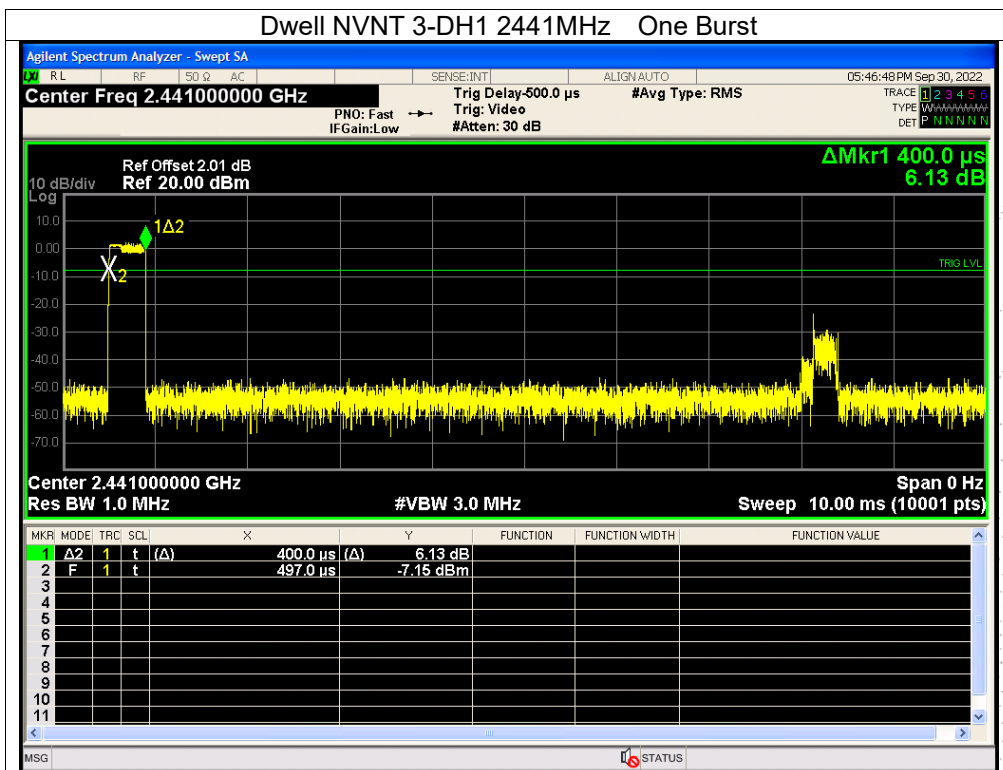 Dwell NVNT 3-DH1 2441MHz One Burst
Agilent Spectrum Analyzer - Swept SA
LXI RL RF 50 Ω AC SENSE:INT ALIGN AUTO 05:46:48 PM Sep 30, 2022
Center Freq 2.441000000 GHz
PNO: Fast
IFGain:Low
Trig Delay-500.0 µs
Trig: Video
#Atten: 30 dB
#Avg Type: RMS
TRACE 1 2 3 4 5 6
TYPE WWWWWW
DET P N N N N N
ΔMkr1 400.0 µs
6.13 dB
Ref Offset 2.01 dB
10 dB/div Ref 20.00 dBm
Log
10.0
0.00
-10.0
-20.0
-30.0
-40.0
-50.0
-60.0
-70.0
1Δ2
2
TRIG LVL
Center 2.441000000 GHz Span 0 Hz
Res BW 1.0 MHz #VBW 3.0 MHz Sweep 10.00 ms (10001 pts)
MKR MODE TRC SCL X Y FUNCTION FUNCTION WIDTH FUNCTION VALUE
1 Δ2 1 t (Δ) 400.0 µs (Δ) 6.13 dB
2 F 1 t 497.0 µs -7.15 dBm
3
4
5
6
7
8
9
10
11
MSG STATUS